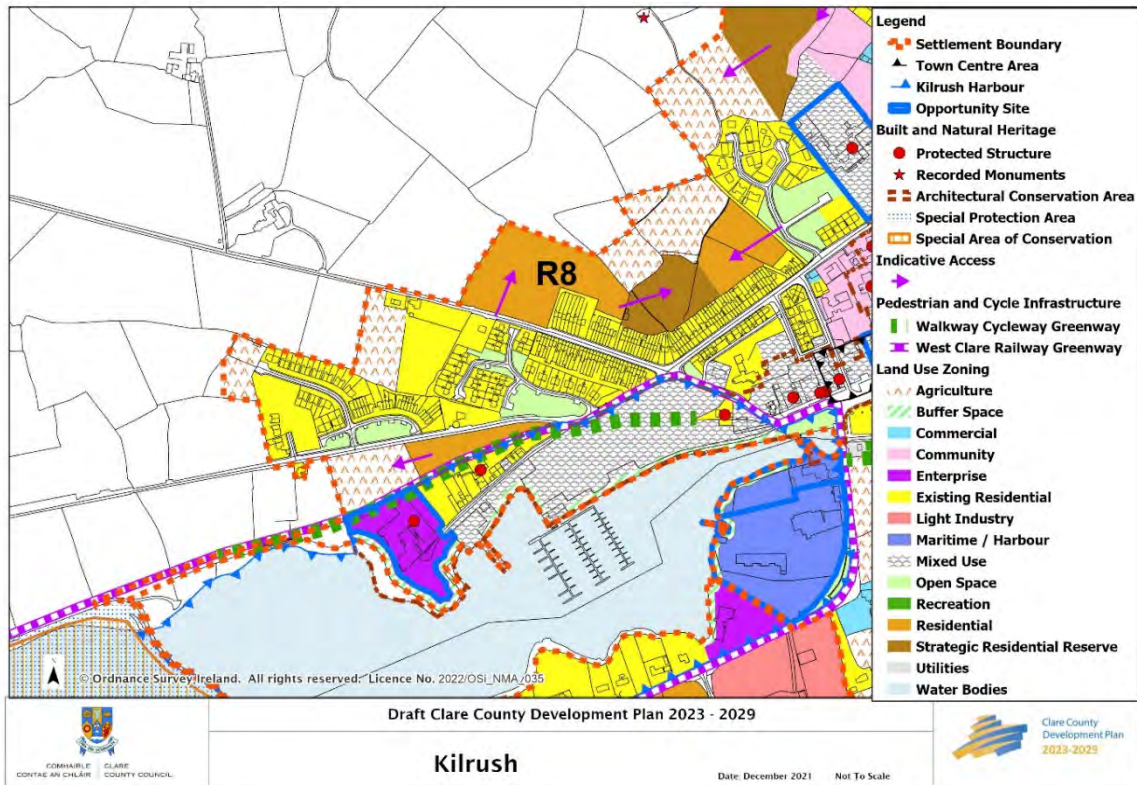 R8
© Ordnance Survey Ireland. All rights reserved. Licence No. 2022/OSi_NMA_035
Legend
Settlement Boundary
Town Centre Area
Kilrush Harbour
Opportunity Site
Built and Natural Heritage
Protected Structure
Recorded Monuments
Architectural Conservation Area
Special Protection Area
Special Area of Conservation
Indicative Access
Pedestrian and Cycle Infrastructure
Walkway Cycleway Greenway
West Clare Railway Greenway
Land Use Zoning
Agriculture
Buffer Space
Commercial
Community
Enterprise
Existing Residential
Light Industry
Maritime / Harbour
Mixed Use
Open Space
Recreation
Residential
Strategic Residential Reserve
Utilities
Water Bodies
COMHAIRLE
CONTAE AN CHLÁIR
CLARE
COUNTY COUNCIL
Draft Clare County Development Plan 2023 - 2029
Kilrush
Date: December 2021 Not To Scale
Clare County
Development Plan
2023-2029